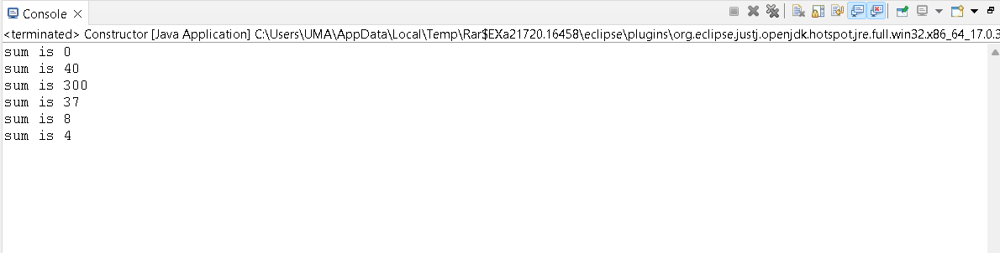 Console
<terminated> Constructor [Java Application] C:\Users\UMA\AppData\Local\Temp\Rar$EXa21720.16458\eclipse\plugins\org.eclipse.justj.openjdk.hotspot.jre.full.win32.x86_64_17.0.3
sum is 0
sum is 40
sum is 300
sum is 37
sum is 8
sum is 4